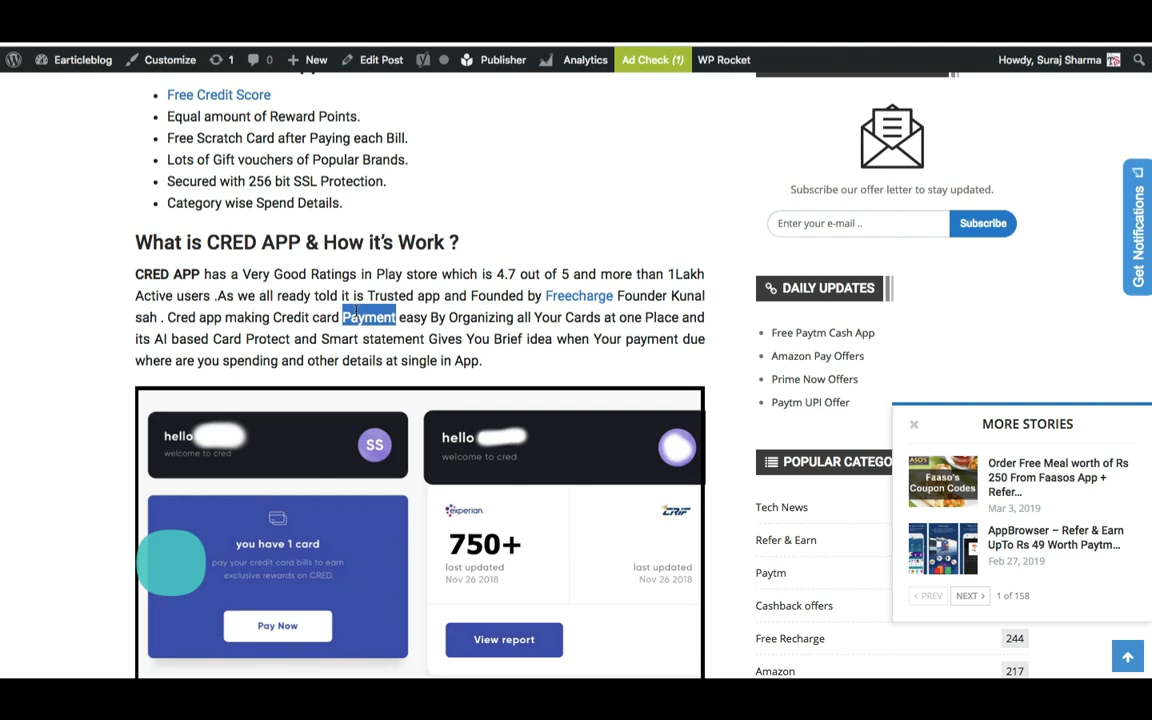 Earticleblog
Customize
1
0
New
Edit Post
Publisher
Analytics
Ad Check (1)
WP Rocket
Howdy, Suraj Sharma
Free Credit Score
Equal amount of Reward Points.
Free Scratch Card after Paying each Bill.
Lots of Gift vouchers of Popular Brands.
Secured with 256 bit SSL Protection.
Category wise Spend Details.
What is CRED APP & How it's Work ?
CRED APP has a Very Good Ratings in Play store which is 4.7 out of 5 and more than 1Lakh
Active users .As we all ready told it is Trusted app and Founded by Freecharge Founder Kunal
sah . Cred app making Credit card Payment easy By Organizing all Your Cards at one Place and
its AI based Card Protect and Smart statement Gives You Brief idea when Your payment due
where are you spending and other details at single in App.
hello
welcome to cred
SS
you have 1 card
pay your credit card bills to earn
exclusive rewards on CRED.
Pay Now
hello
welcome to cred
experian.
CRIF
750+
last updated
Nov 26 2018
last updated
Nov 26 2018
View report
Subscribe our offer letter to stay updated.
Enter your e-mail ..
Subscribe
Get Notifications
DAILY UPDATES
Free Paytm Cash App
Amazon Pay Offers
Prime Now Offers
Paytm UPI Offer
POPULAR CATEGO
Tech News
Refer & Earn
Paytm
Cashback offers
Free Recharge
244
Amazon
217
MORE STORIES
ASO'S
Faaso's
Coupon Codes
Order Free Meal worth of Rs
250 From Faasos App +
Refer...
Mar 3, 2019
AppBrowser – Refer & Earn
UpTo Rs 49 Worth Paytm...
Feb 27, 2019
PREV
NEXT
1 of 158